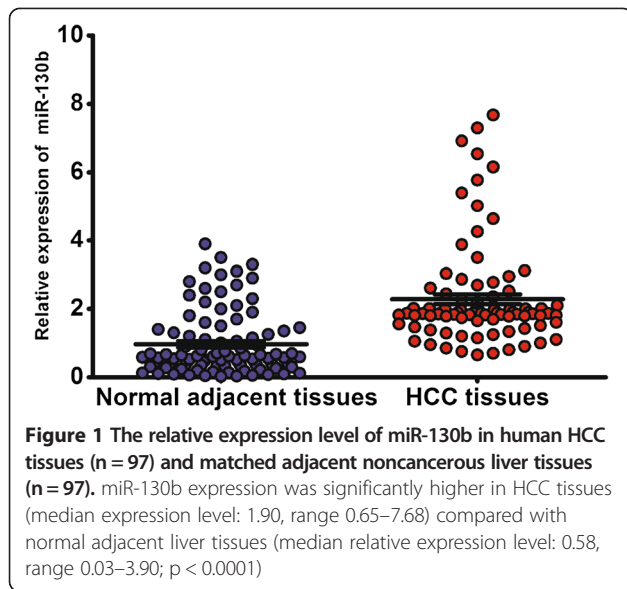 Relative expression of miR-130b
10
8
6
4
2
0
Normal adjacent tissues HCC tissues
Figure 1 The relative expression level of miR-130b in human HCC
tissues (n = 97) and matched adjacent noncancerous liver tissues
(n = 97). miR-130b expression was significantly higher in HCC tissues
(median expression level: 1.90, range 0.65–7.68) compared with
normal adjacent liver tissues (median relative expression level: 0.58,
range 0.03–3.90; p < 0.0001)